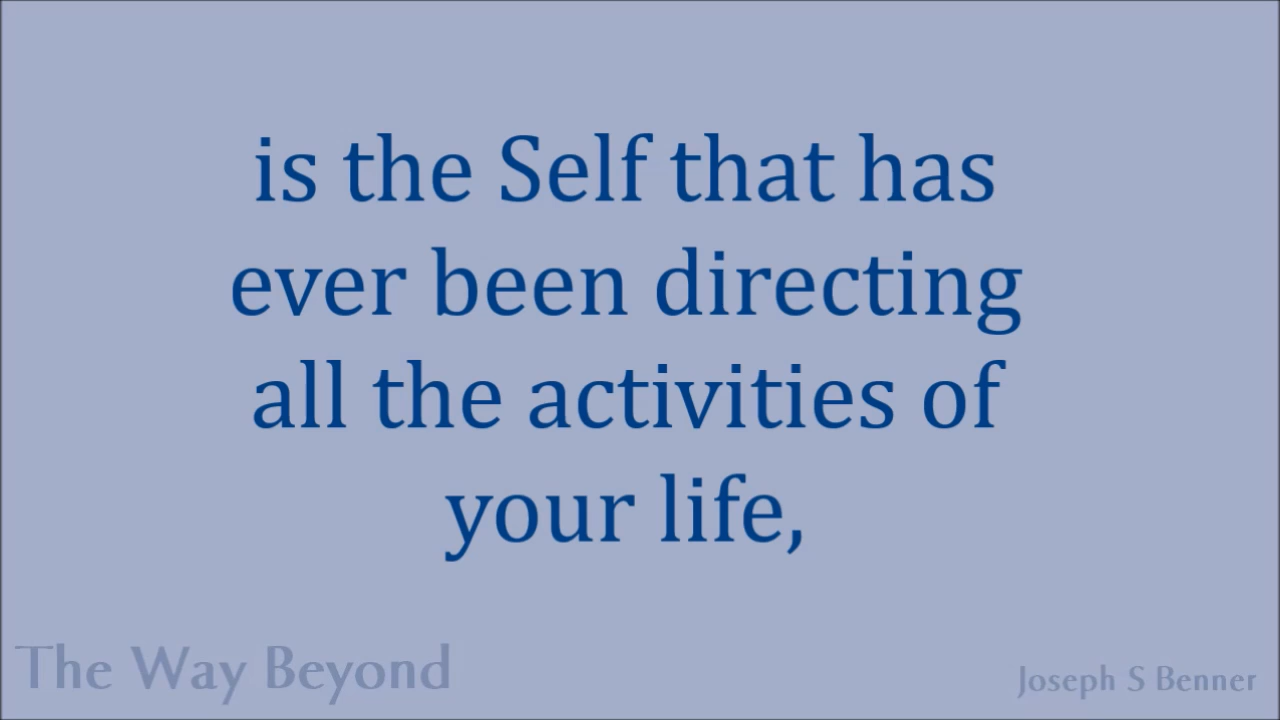 is the Self that has
ever been directing
all the activities of
your life,
The Way Beyond
Joseph S Benner